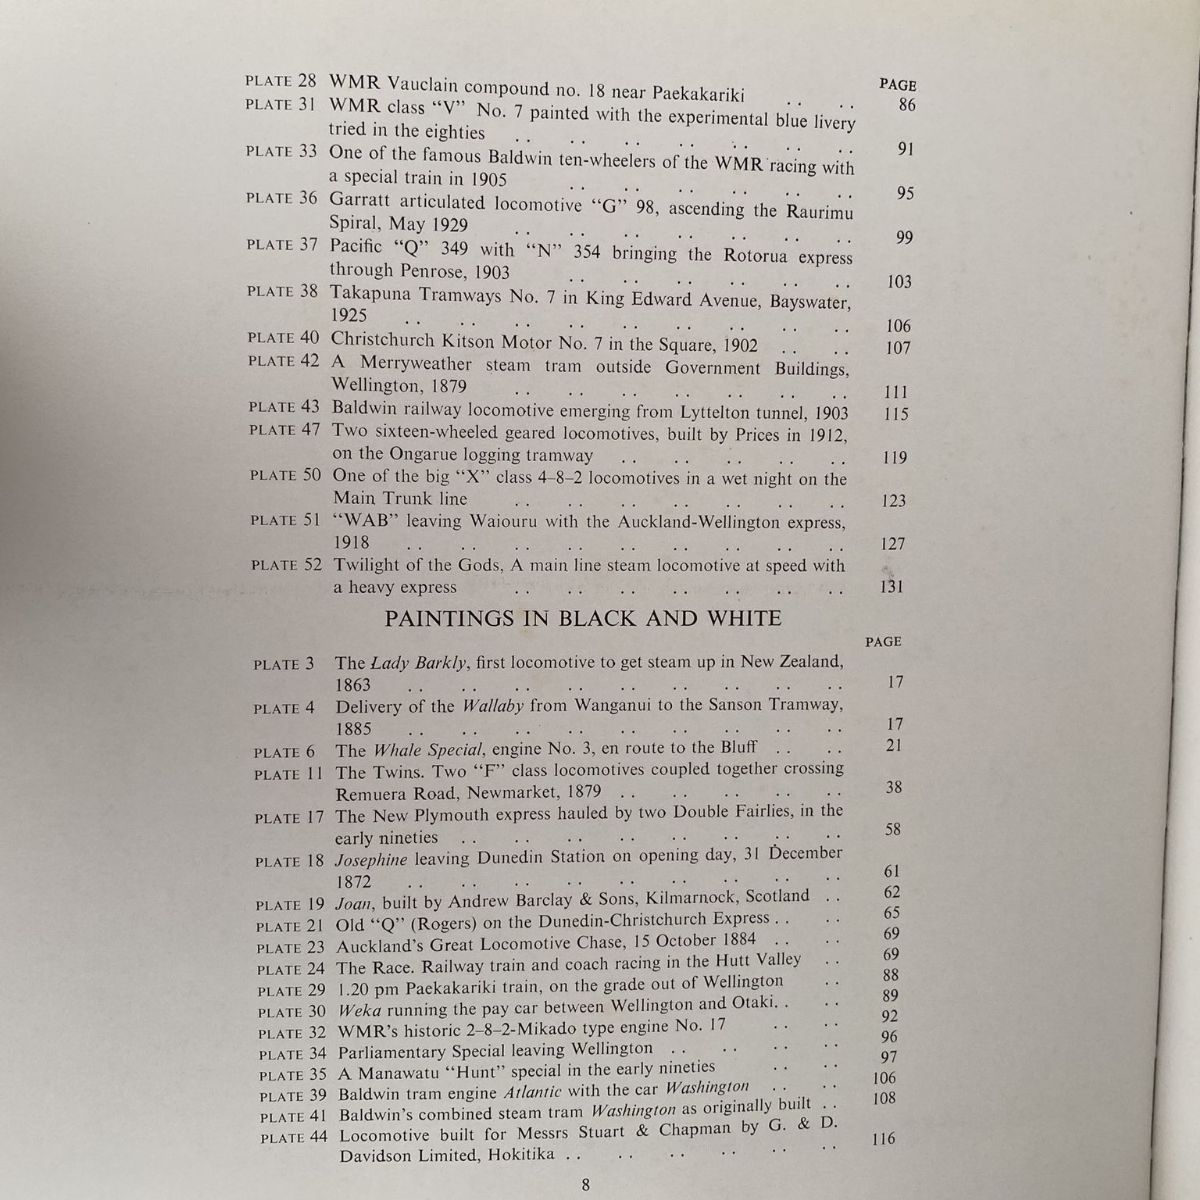 PAGE
PLATE 28 WMR Vauclain compound no. 18 near Paekakariki . . . . 86
PLATE 31 WMR class “V” No. 7 painted with the experimental blue livery
tried in the eighties . . . . . . . . . . . . . . 91
PLATE 33 One of the famous Baldwin ten-wheelers of the WMR racing with
a special train in 1905 . . . . . . . . . . . . 95
PLATE 36 Garratt articulated locomotive “G” 98, ascending the Raurimu
Spiral, May 1929 . . . . . . . . . . . . . . 99
PLATE 37 Pacific “Q” 349 with “N” 354 bringing the Rotorua express
through Penrose, 1903 . . . . . . . . . . . . 103
PLATE 38 Takapuna Tramways No. 7 in King Edward Avenue, Bayswater,
1925 . . . . . . . . . . . . . . . . . . 106
PLATE 40 Christchurch Kitson Motor No. 7 in the Square, 1902 . . . . 107
PLATE 42 A Merryweather steam tram outside Government Buildings,
Wellington, 1879 . . . . . . . . . . . . . . 111
PLATE 43 Baldwin railway locomotive emerging from Lyttelton tunnel, 1903 115
PLATE 47 Two sixteen-wheeled geared locomotives, built by Prices in 1912,
on the Ongarue logging tramway . . . . . . . . . . 119
PLATE 50 One of the big “X” class 4–8–2 locomotives in a wet night on the
Main Trunk line . . . . . . . . . . . . . . 123
PLATE 51 “WAB” leaving Waiouru with the Auckland-Wellington express,
1918 . . . . . . . . . . . . . . . . . . 127
PLATE 52 Twilight of the Gods, A main line steam locomotive at speed with
a heavy express . . . . . . . . . . . . . . 131
PAINTINGS IN BLACK AND WHITE
PAGE
PLATE 3 The Lady Barkly, first locomotive to get steam up in New Zealand,
1863 . . . . . . . . . . . . . . . . . . 17
PLATE 4 Delivery of the Wallaby from Wanganui to the Sanson Tramway,
1885 . . . . . . . . . . . . . . . . . . 17
PLATE 6 The Whale Special, engine No. 3, en route to the Bluff . . . . 21
PLATE 11 The Twins. Two “F” class locomotives coupled together crossing
Remuera Road, Newmarket, 1879 . . . . . . . . . . 38
PLATE 17 The New Plymouth express hauled by two Double Fairlies, in the
early nineties . . . . . . . . . . . . . . . . 58
PLATE 18 Josephine leaving Dunedin Station on opening day, 31 December
1872 . . . . . . . . . . . . . . . . . . 61
PLATE 19 Joan, built by Andrew Barclay & Sons, Kilmarnock, Scotland . . 62
PLATE 21 Old “Q” (Rogers) on the Dunedin-Christchurch Express . . . . 65
PLATE 23 Auckland’s Great Locomotive Chase, 15 October 1884 . . . . 69
PLATE 24 The Race. Railway train and coach racing in the Hutt Valley . . 69
PLATE 29 1.20 pm Paekakariki train, on the grade out of Wellington . . 88
PLATE 30 Weka running the pay car between Wellington and Otaki . . . . 89
PLATE 32 WMR’s historic 2–8–2-Mikado type engine No. 17 . . . . 92
PLATE 34 Parliamentary Special leaving Wellington . . . . . . . . 96
PLATE 35 A Manawatu “Hunt” special in the early nineties . . . . 97
PLATE 39 Baldwin tram engine Atlantic with the car Washington . . . . 106
PLATE 41 Baldwin’s combined steam tram Washington as originally built . . 108
PLATE 44 Locomotive built for Messrs Stuart & Chapman by G. & D.
Davidson Limited, Hokitika . . . . . . . . . . . . 116
8